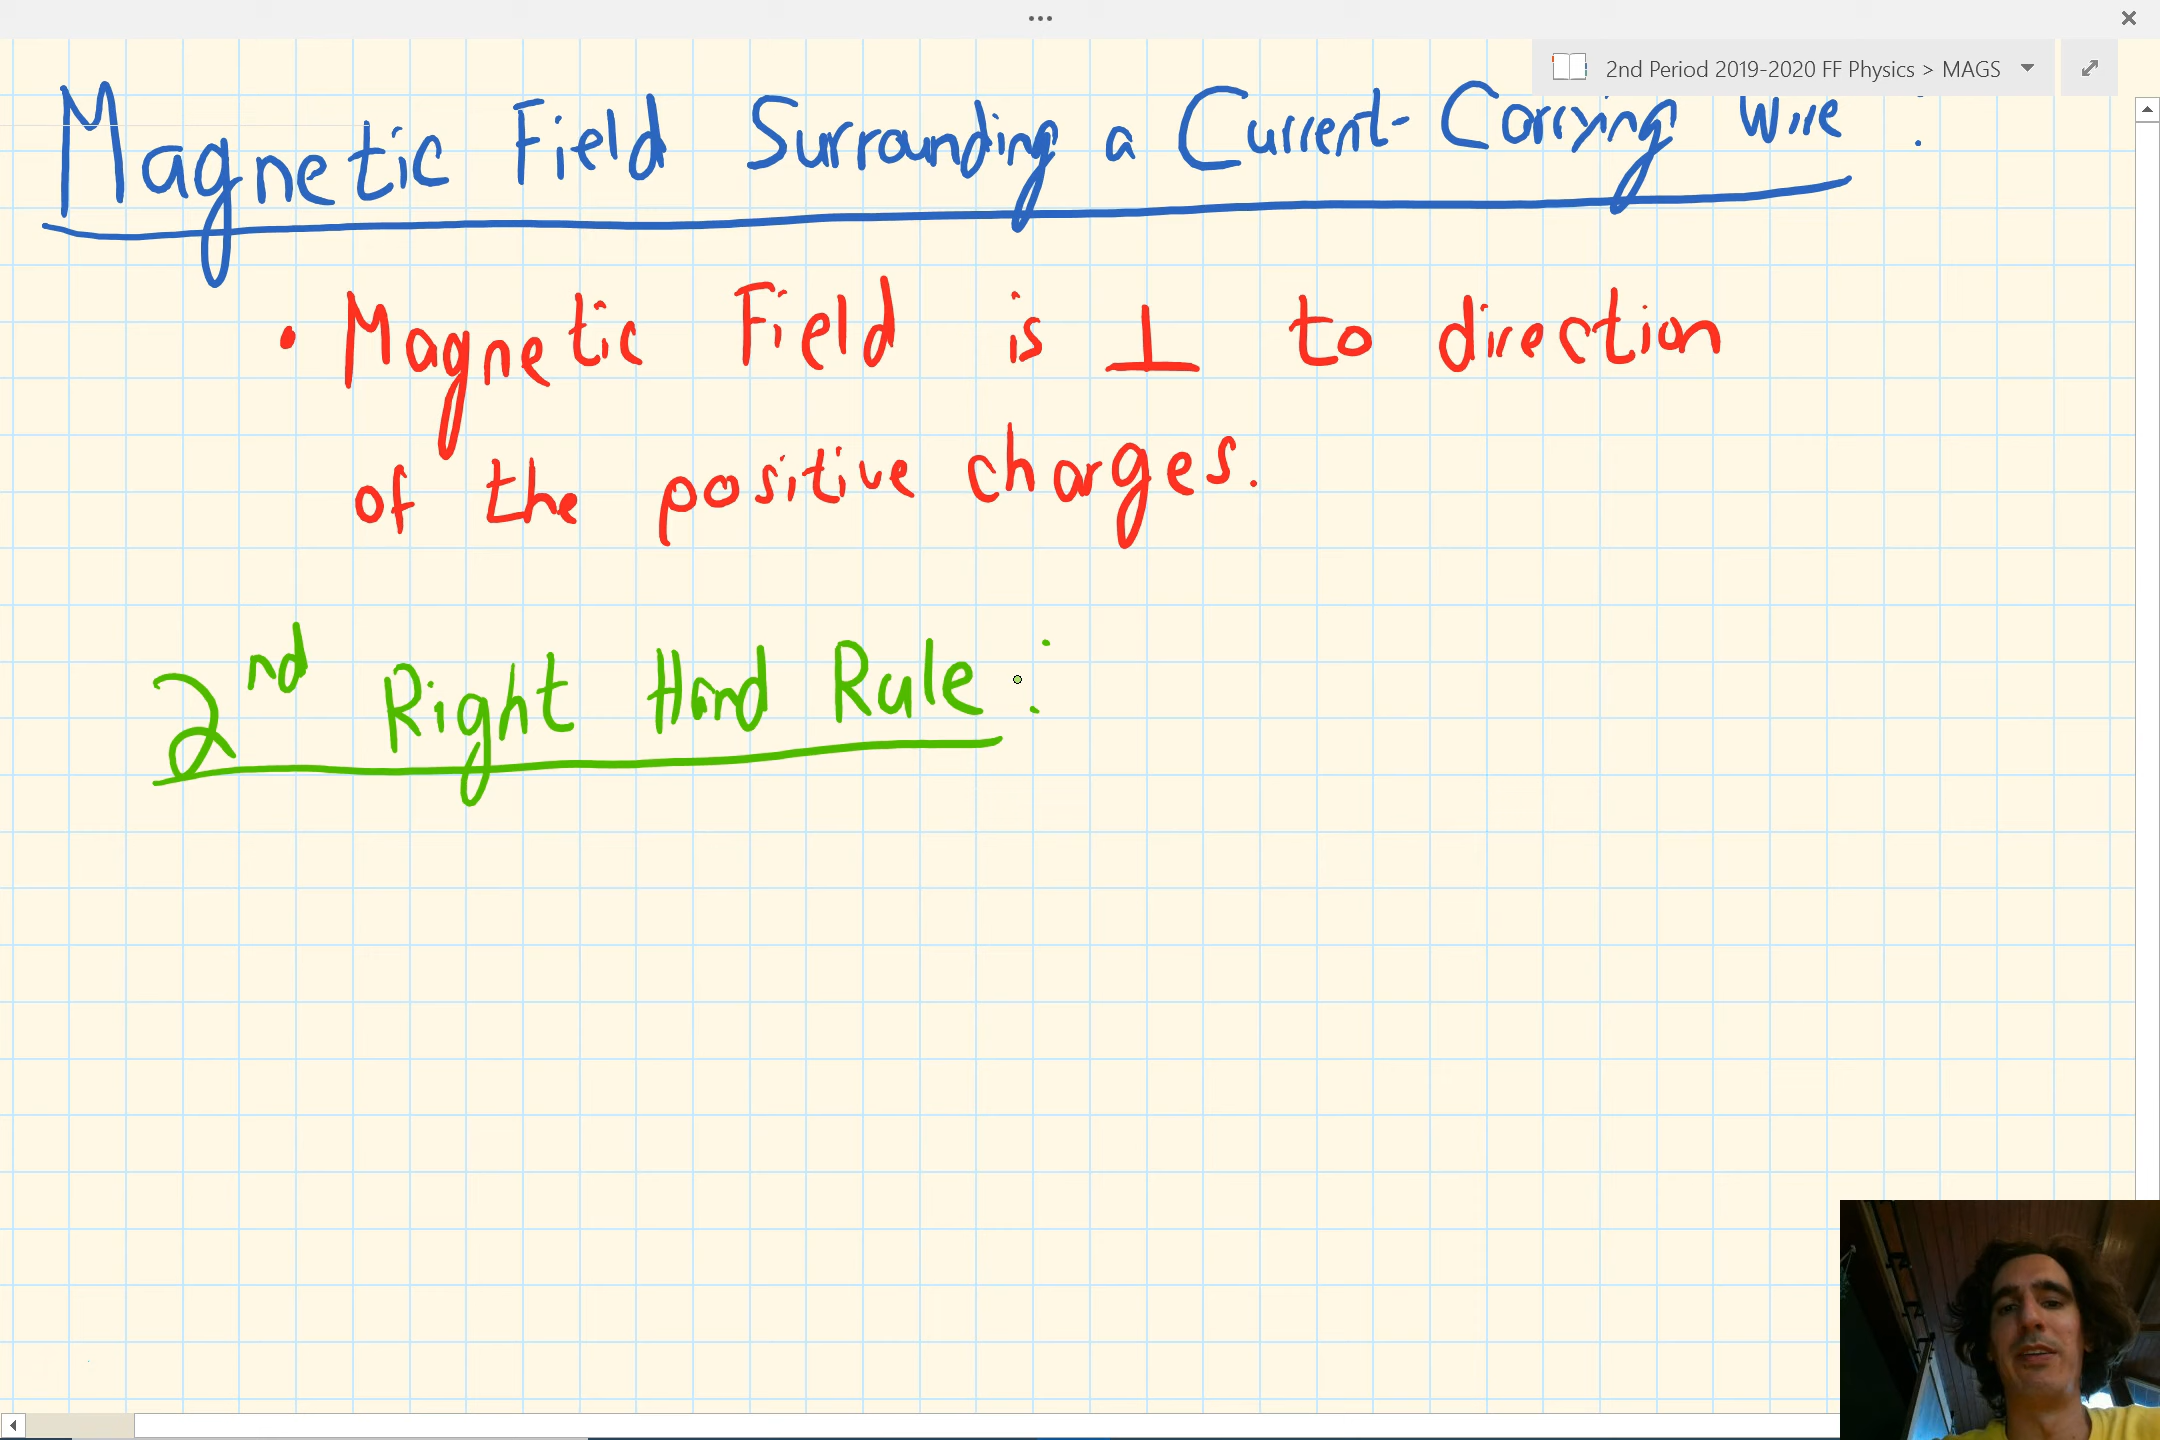 2nd Period 2019-2020 FF Physics > MAGS
Magnetic Field Surrounding a Current-Carrying Wire:
• Magnetic Field is ⊥ to direction
of the positive charges.
2nd Right Hand Rule: